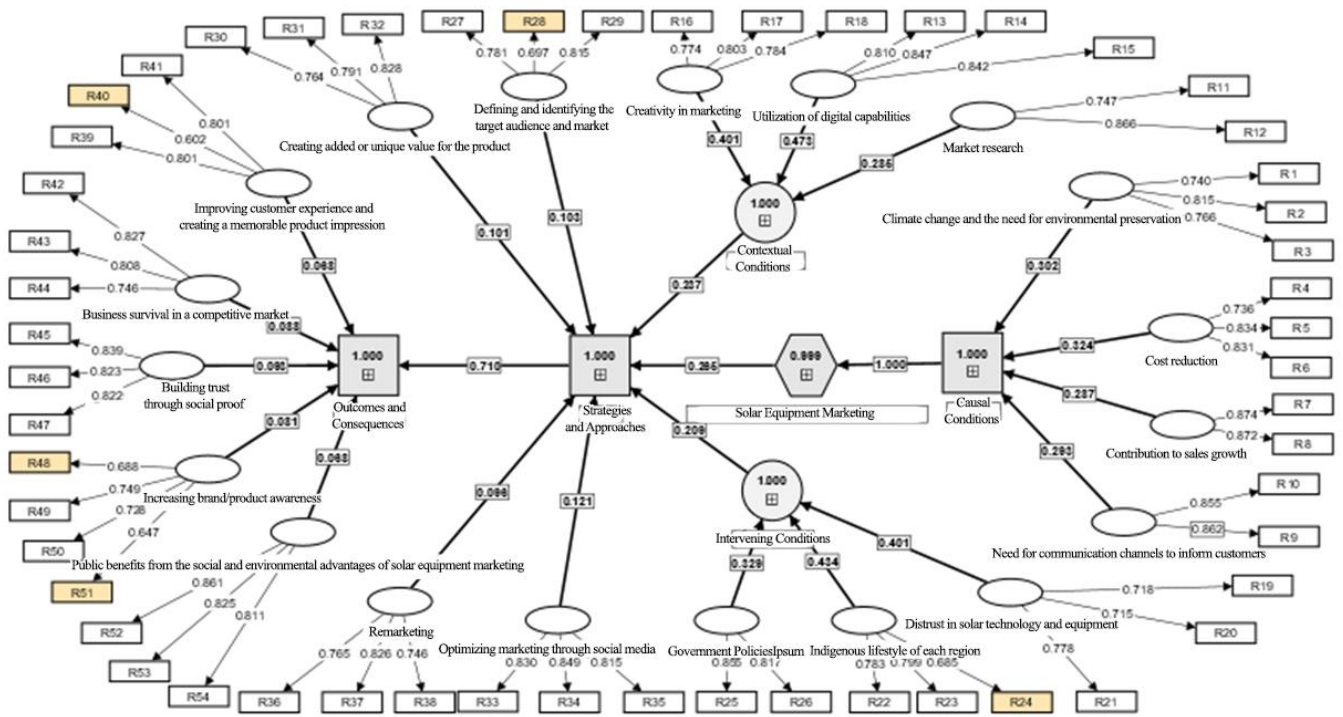 R30
R31
R32
R27
R28
R29
R16
R17
R18
R13
R14
R15
R41
R40
R39
0.764
0.791
0.828
0.781
0.697
0.815
0.774
0.803
0.784
0.810
0.847
0.842
R11
0.747
0.866
R12
Defining and identifying the
target audience and market
Creativity in marketing
Utilization of digital capabilities
Creating added or unique value for the product
Market research
0.801
0.602
0.801
0.401
0.473
0.285
R42
Improving customer experience and
creating a memorable product impression
R1
0.740
R2
0.815
0.766
R3
Climate change and the need for environmental preservation
1.000
Contextual
Conditions
0.827
R43
0.808
R44
0.746
0.101
0.103
0.068
0.237
0.302
Business survival in a competitive market
0.088
R4
0.736
R5
0.834
0.831
R6
Cost reduction
0.324
R45
0.839
R46
0.823
0.822
R47
Building trust
through social proof
0.093
1.000
Outcomes and
Consequences
0.710
1.000
Strategies
and Approaches
0.265
0.999
Solar Equipment Marketing
1.000
1.000
Causal
Conditions
0.287
R7
0.874
0.872
R8
Contribution to sales growth
0.081
0.209
0.293
R48
0.688
0.749
R49
0.728
R50
0.647
R51
Increasing brand/product awareness
0.068
0.096
0.121
1.000
Intervening Conditions
R10
0.855
0.862
R9
Need for communication channels to inform customers
Public benefits from the social and environmental advantages of solar equipment marketing
0.861
R52
0.825
R53
0.811
R54
0.329
0.434
0.401
R19
0.718
0.715
R20
0.778
R21
Distrust in solar technology and equipment
Remarketing
Optimizing marketing through social media
Government PoliciesIpsum
Indigenous lifestyle of each region
0.765
0.826
0.746
0.830
0.849
0.815
0.855
0.817
0.783
0.799
0.685
R36
R37
R38
R33
R34
R35
R25
R26
R22
R23
R24